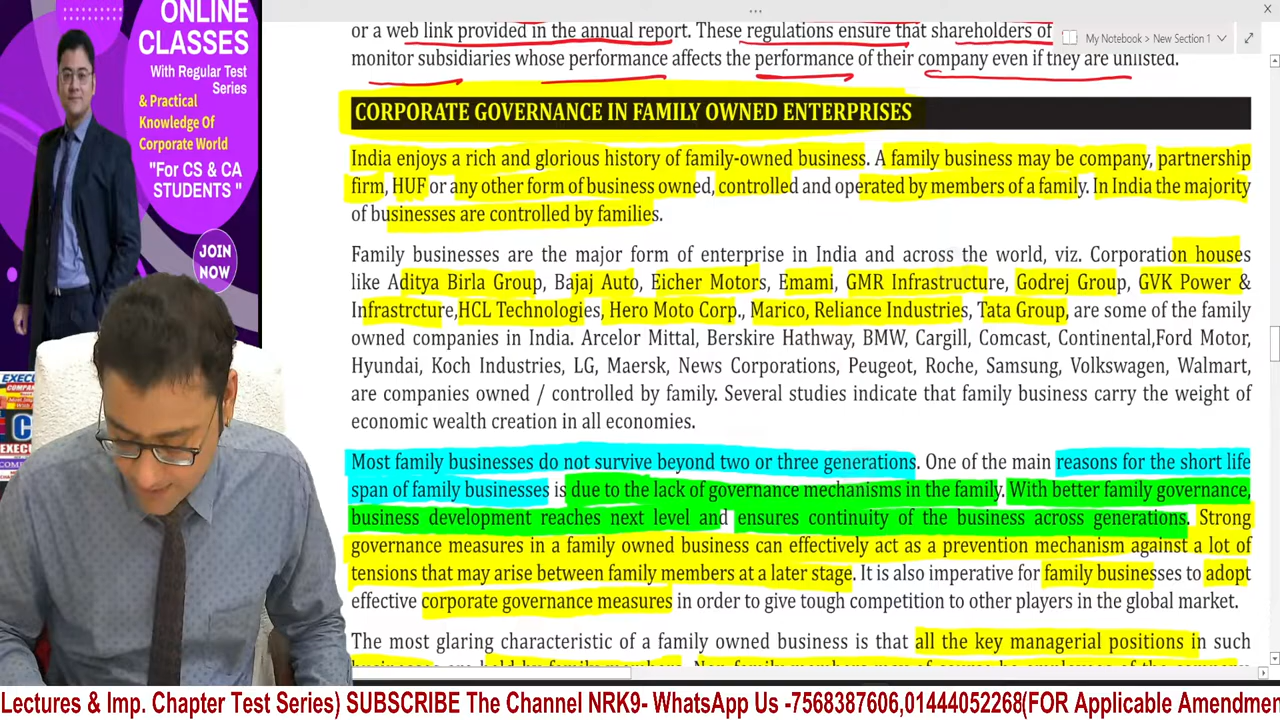 ONLINE
CLASSES
With Regular Test
Series
& Practical
Knowledge Of
Corporate World
"For CS & CA
STUDENTS "
JOIN
NOW
or a web link provided in the annual report. These regulations ensure that shareholders of
My Notebook > New Section 1
monitor subsidiaries whose performance affects the performance of their company even if they are unlisted.
CORPORATE GOVERNANCE IN FAMILY OWNED ENTERPRISES
India enjoys a rich and glorious history of family-owned business. A family business may be company, partnership
firm, HUF or any other form of business owned, controlled and operated by members of a family. In India the majority
of businesses are controlled by families.
Family businesses are the major form of enterprise in India and across the world, viz. Corporation houses
like Aditya Birla Group, Bajaj Auto, Eicher Motors, Emami, GMR Infrastructure, Godrej Group, GVK Power &
Infrastrcture,HCL Technologies, Hero Moto Corp., Marico, Reliance Industries, Tata Group, are some of the family
owned companies in India. Arcelor Mittal, Berskire Hathway, BMW, Cargill, Comcast, Continental,Ford Motor,
Hyundai, Koch Industries, LG, Maersk, News Corporations, Peugeot, Roche, Samsung, Volkswagen, Walmart,
are companies owned / controlled by family. Several studies indicate that family business carry the weight of
economic wealth creation in all economies.
Most family businesses do not survive beyond two or three generations. One of the main reasons for the short life
span of family businesses is due to the lack of governance mechanisms in the family. With better family governance,
business development reaches next level and ensures continuity of the business across generations. Strong
governance measures in a family owned business can effectively act as a prevention mechanism against a lot of
tensions that may arise between family members at a later stage. It is also imperative for family businesses to adopt
effective corporate governance measures in order to give tough competition to other players in the global market.
The most glaring characteristic of a family owned business is that all the key managerial positions in such
Lectures & Imp. Chapter Test Series) SUBSCRIBE The Channel NRK9- WhatsApp Us -7568387606,01444052268(FOR Applicable Amendmen